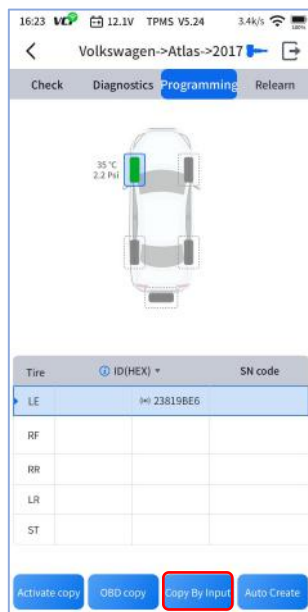 16:23 VCI 12.1V TPMS V5.24 3.4k/s 100%
Volkswagen->Atlas->2017
Check Diagnostics Programming Relearn
35 ℃
2.2 Psi
Tire ID(HEX) SN code
LE 23819BE6
RF
RR
LR
ST
Activate copy OBD copy Copy By Input Auto Create